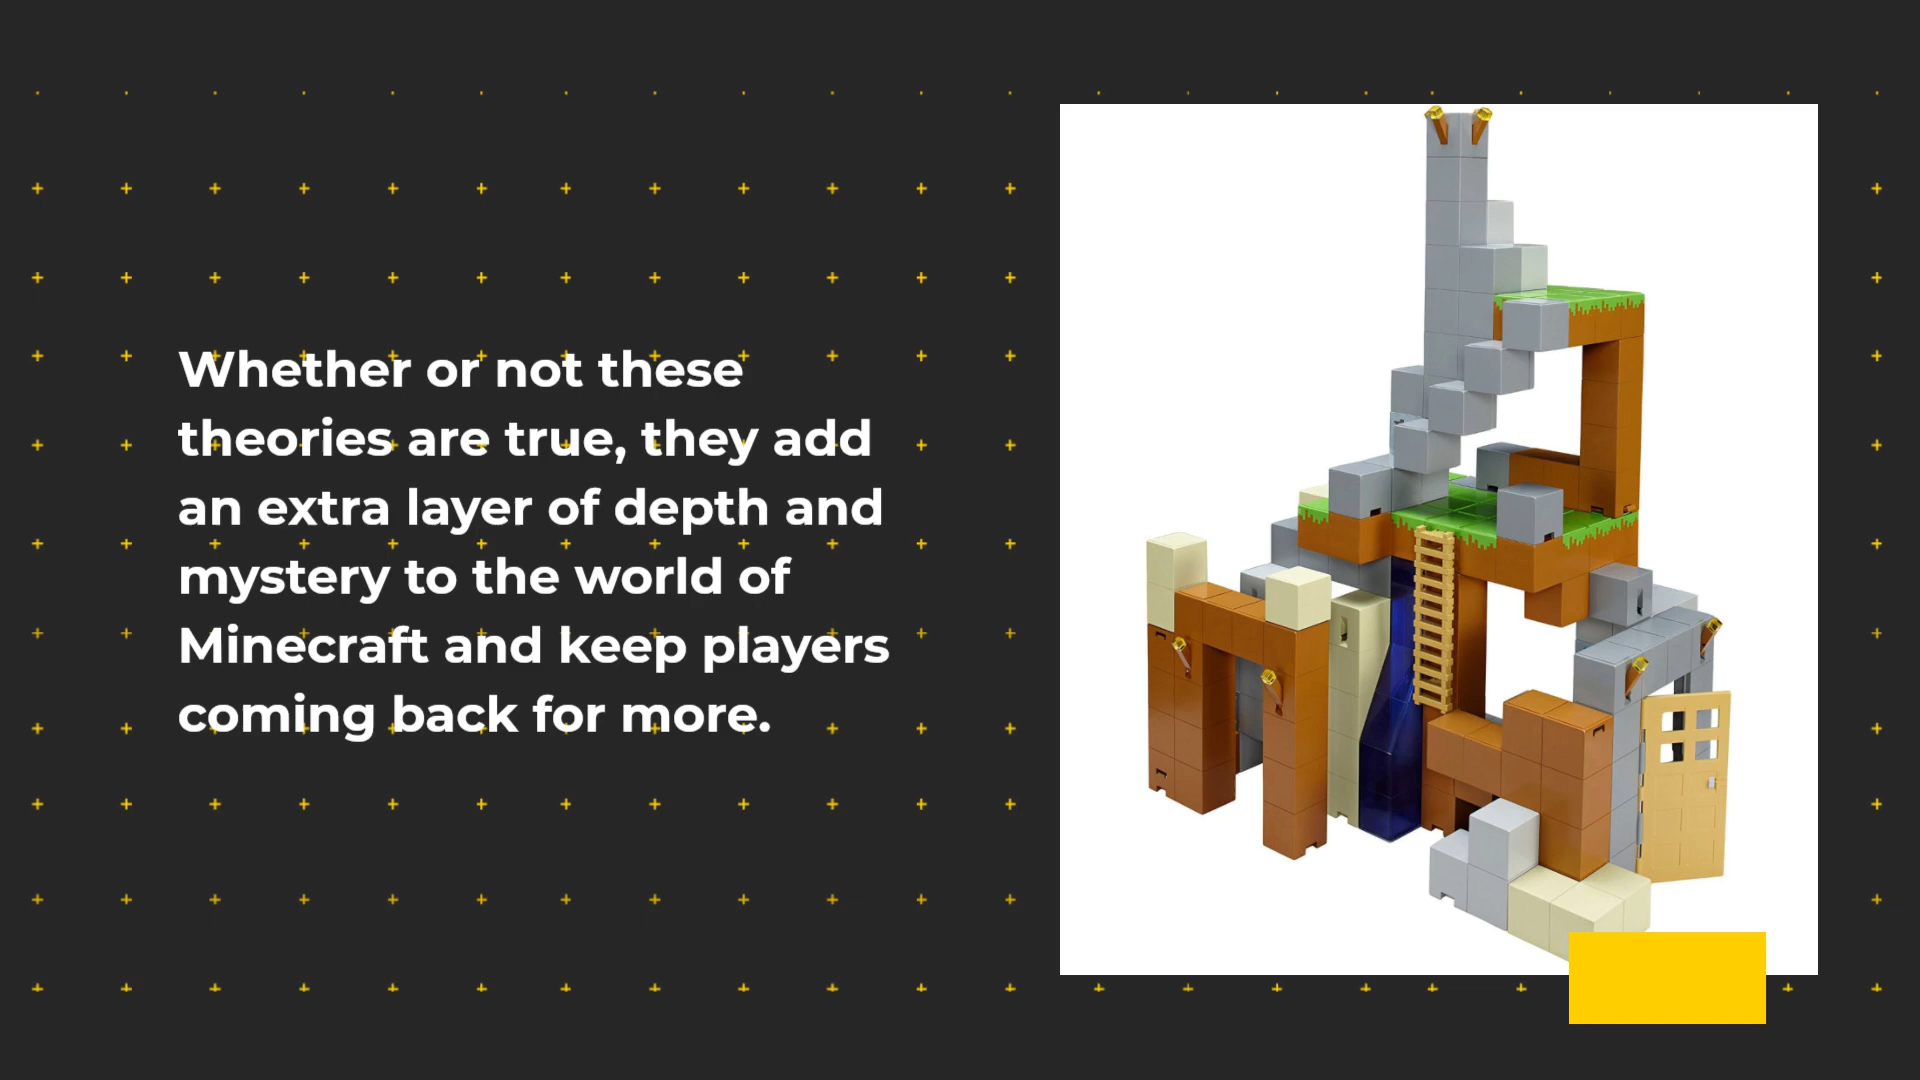 Whether or not these
theories are true, they add
an extra layer of depth and
mystery to the world of
Minecraft and keep players
coming back for more.